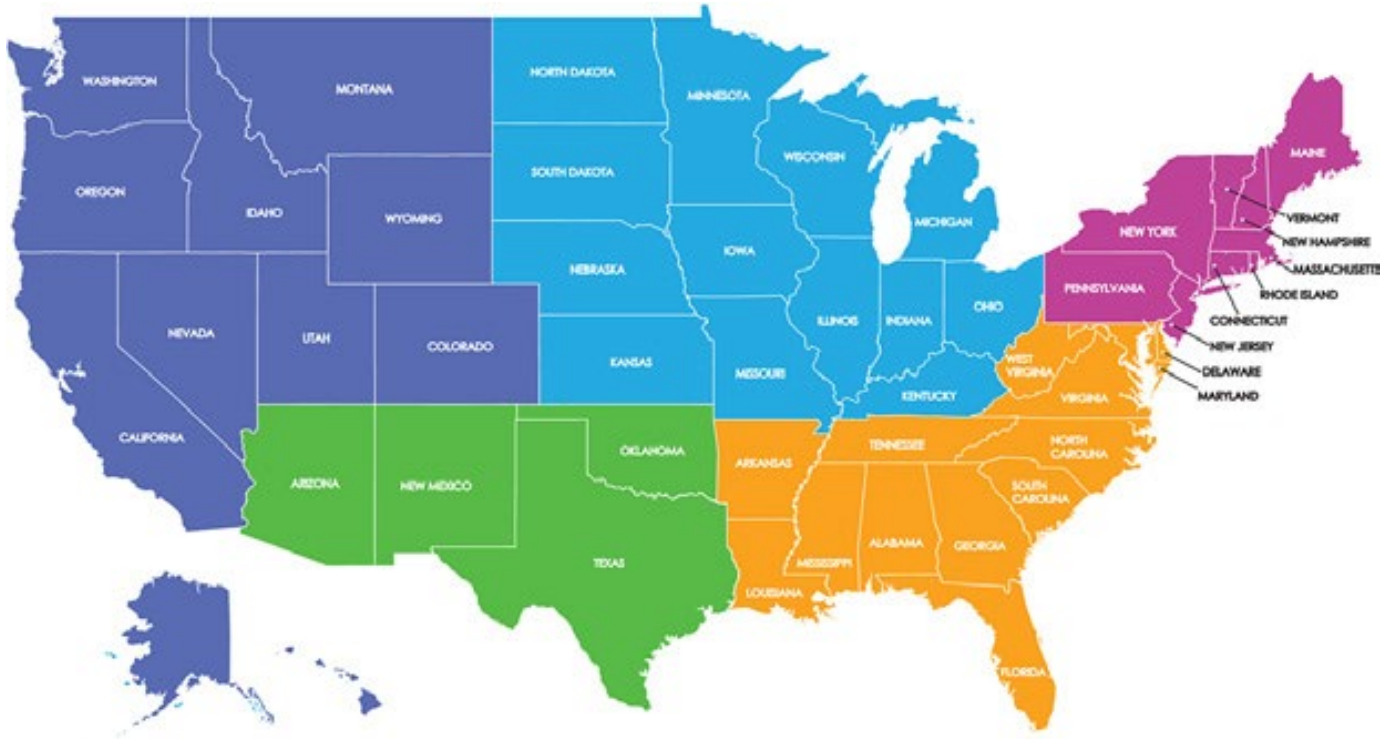 WASHINGTON
MONTANA
NORTH DAKOTA
MINNESOTA
OREGON
IDAHO
WYOMING
SOUTH DAKOTA
WISCONSIN
MICHIGAN
MAINE
VERMONT
NEW YORK
NEW HAMPSHIRE
MASSACHUSETTS
RHODE ISLAND
CONNECTICUT
PENNSYLVANIA
NEW JERSEY
DELAWARE
MARYLAND
NEVADA
UTAH
COLORADO
NEBRASKA
IOWA
ILLINOIS
INDIANA
OHIO
KANSAS
MISSOURI
KENTUCKY
WEST
VIRGINIA
VIRGINIA
CALIFORNIA
ARIZONA
NEW MEXICO
OKLAHOMA
ARKANSAS
TENNESSEE
NORTH
CAROLINA
SOUTH
CAROLINA
TEXAS
LOUISIANA
MISSISSIPPI
ALABAMA
GEORGIA
FLORIDA